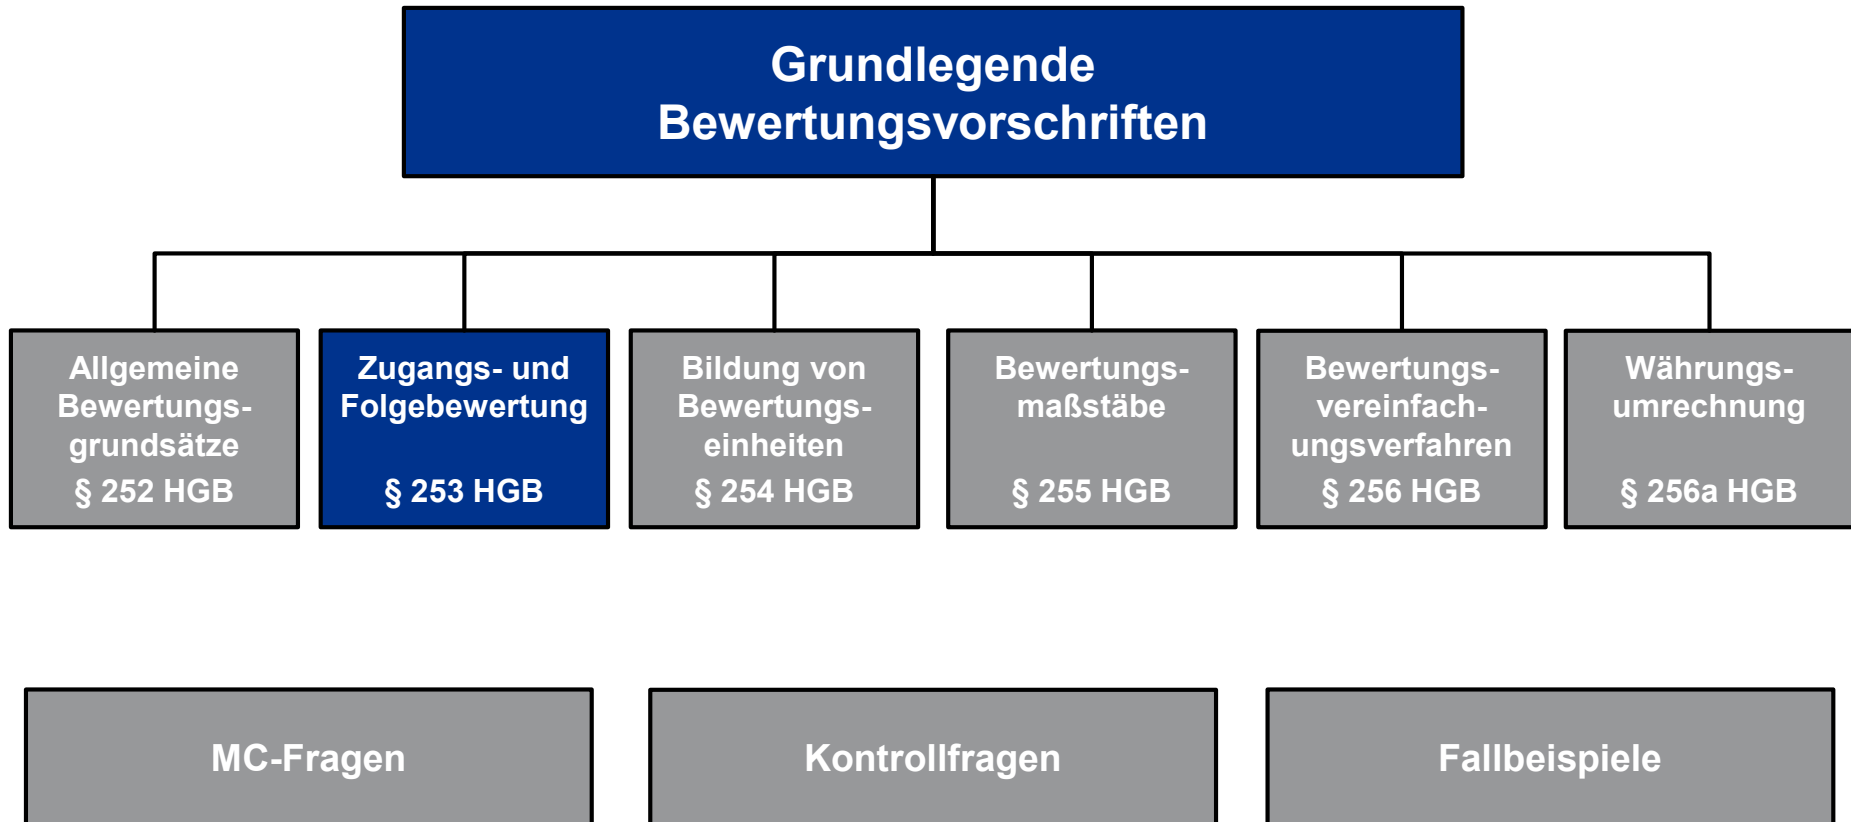 Grundlegende
Bewertungsvorschriften
Allgemeine
Bewertungs-
grundsätze
§ 252 HGB
Zugangs- und
Folgebewertung
§ 253 HGB
Bildung von
Bewertungs-
einheiten
§ 254 HGB
Bewertungs-
maßstäbe
§ 255 HGB
Bewertungs-
vereinfach-
ungsverfahren
§ 256 HGB
Währungs-
umrechnung
§ 256a HGB
MC-Fragen
Kontrollfragen
Fallbeispiele